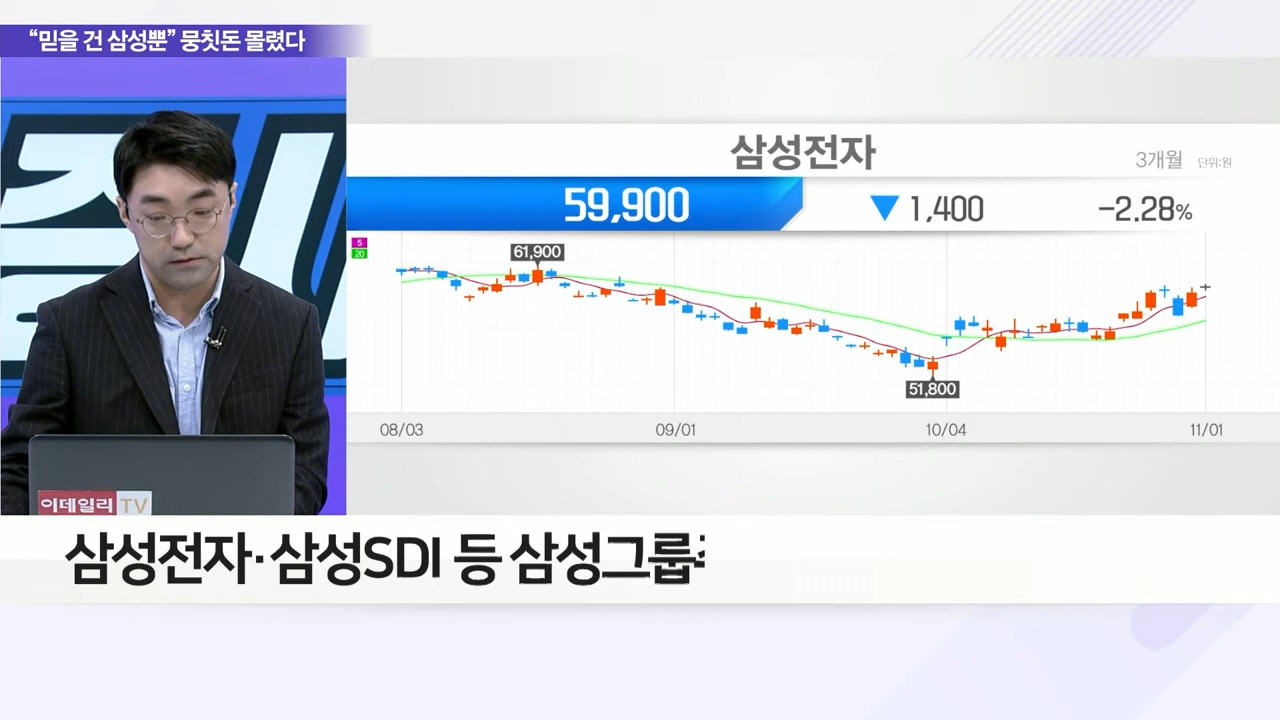 “믿을 건 삼성뿐” 뭉칫돈 몰렸다
삼성전자
3개월 단위:원
59,900 ▼ 1,400 -2.28%
5
20
61,900
51,800
08/03 09/01 10/04 11/01
이데일리 TV
삼성전자·삼성SDI 등 삼성그룹